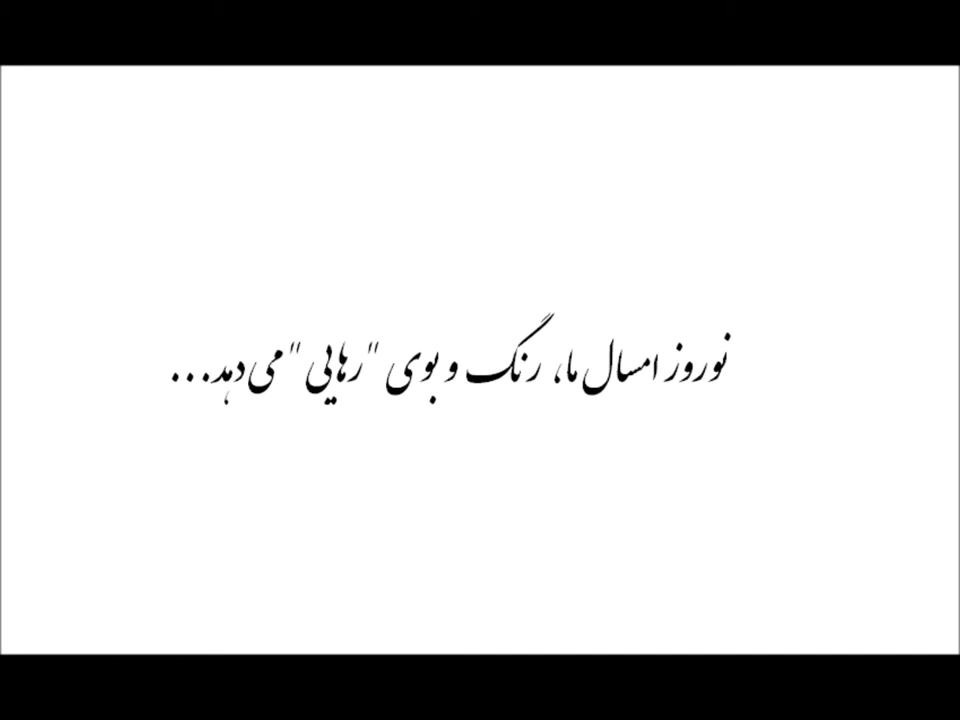 نوروز امسال ما، رنگ و بوی "رهایی" می‌دهد...